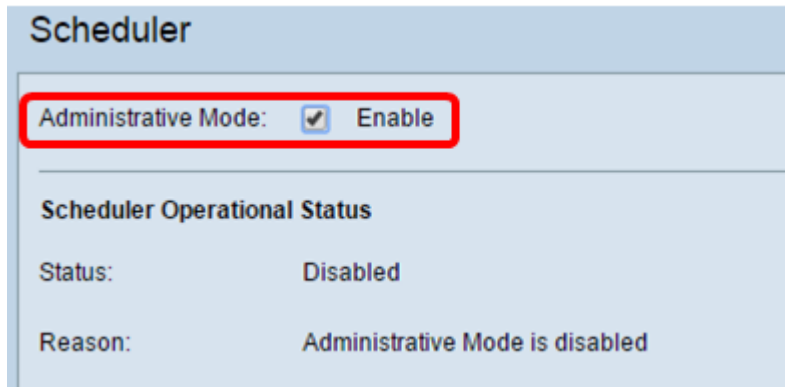 Scheduler
Administrative Mode: Enable
Scheduler Operational Status
Status: Disabled
Reason: Administrative Mode is disabled